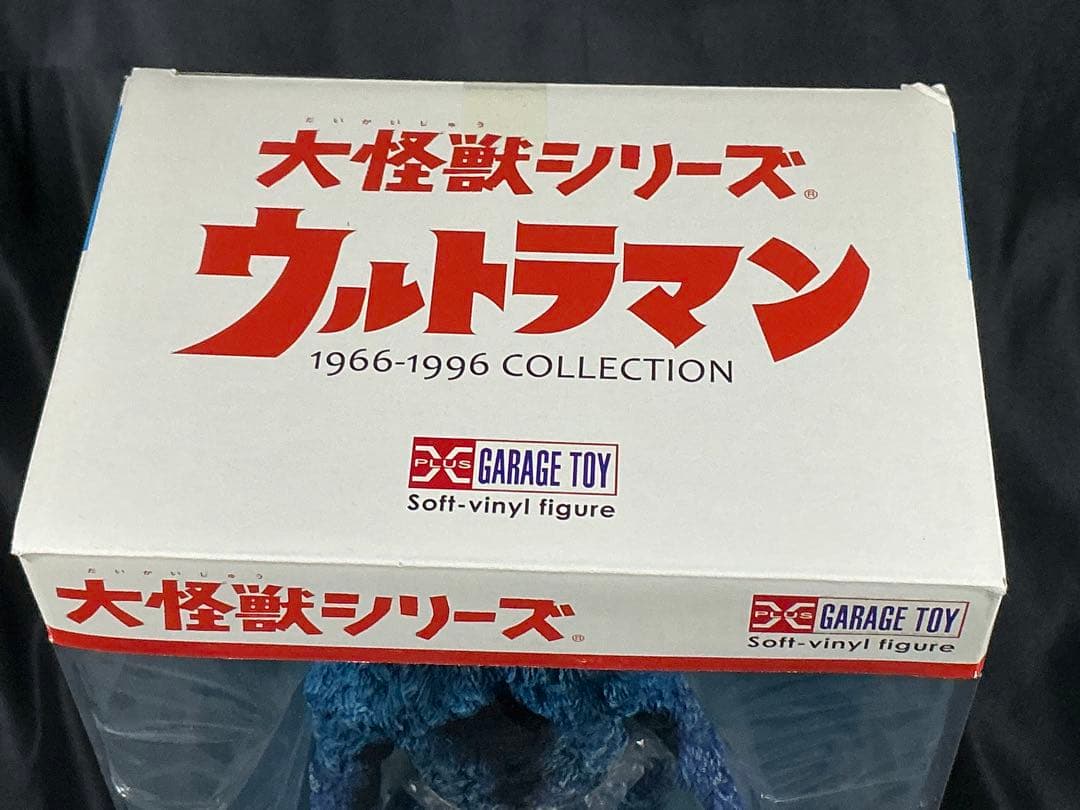 だいかいじゅう
大怪獣シリーズ®
ウルトラマン
1966-1996 COLLECTION
X PLUS GARAGE TOY
Soft-vinyl figure
だいかいじゅう
大怪獣シリーズ®
X PLUS GARAGE TOY
Soft-vinyl figure